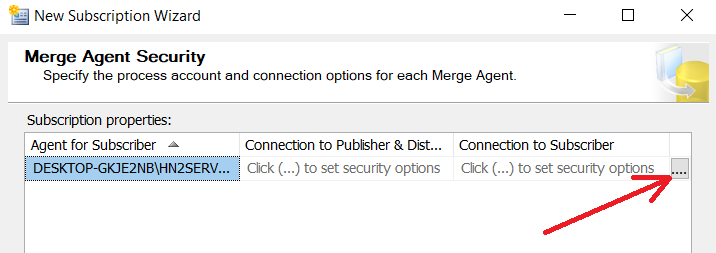 New Subscription Wizard
Merge Agent Security
Specify the process account and connection options for each Merge Agent.
Subscription properties:
Agent for Subscriber Connection to Publisher & Dist... Connection to Subscriber
DESKTOP-GKJE2NB\HN2SERV... Click (...) to set security options Click (...) to set security options ....